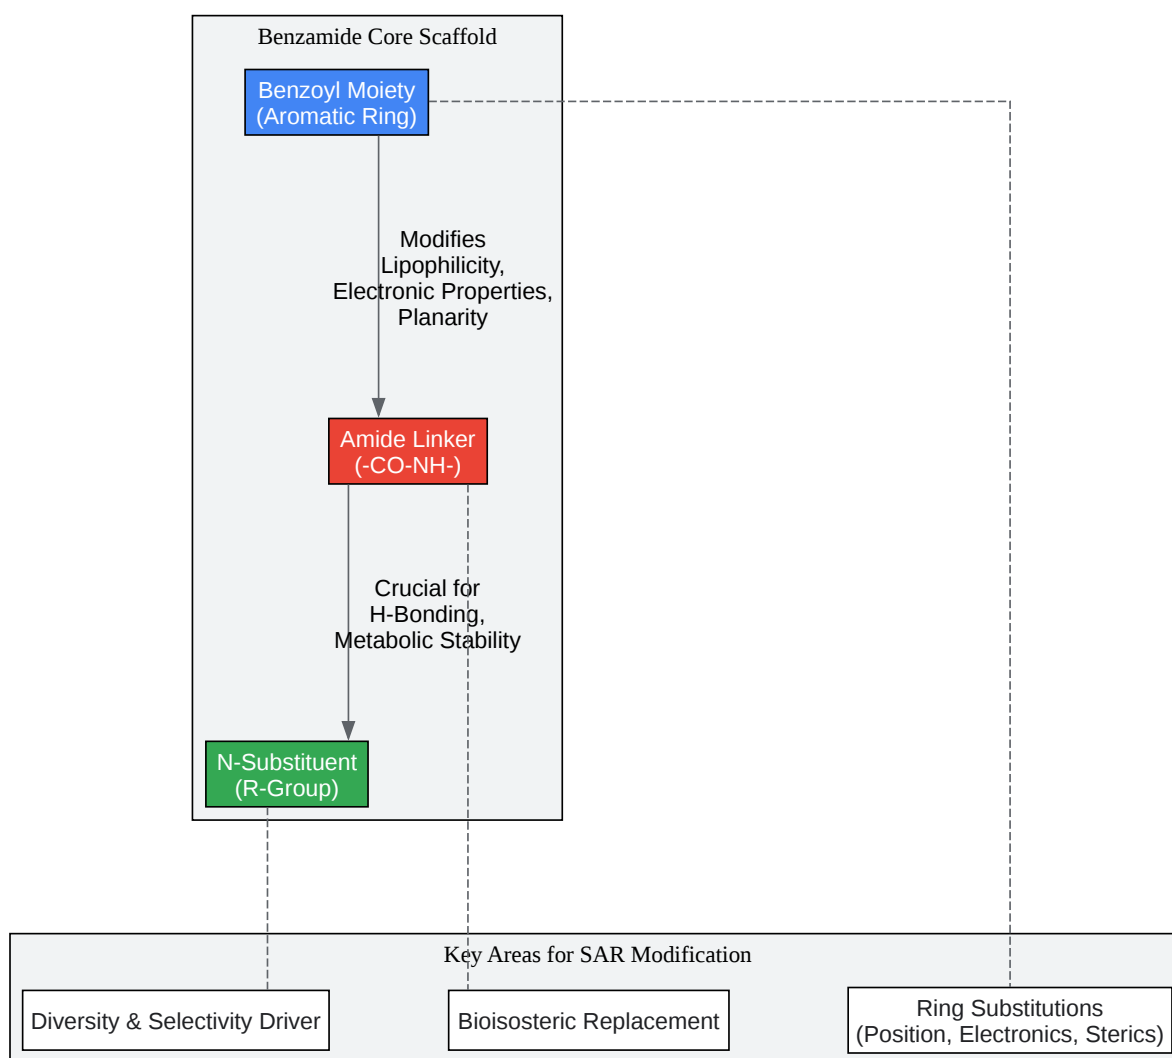 Benzamide Core Scaffold
Benzoyl Moiety
(Aromatic Ring)
Modifies
Lipophilicity,
Electronic Properties,
Planarity
Amide Linker
(-CO-NH-)
Crucial for
H-Bonding,
Metabolic Stability
N-Substituent
(R-Group)
Key Areas for SAR Modification
Diversity & Selectivity Driver
Bioisosteric Replacement
Ring Substitutions
(Position, Electronics, Sterics)